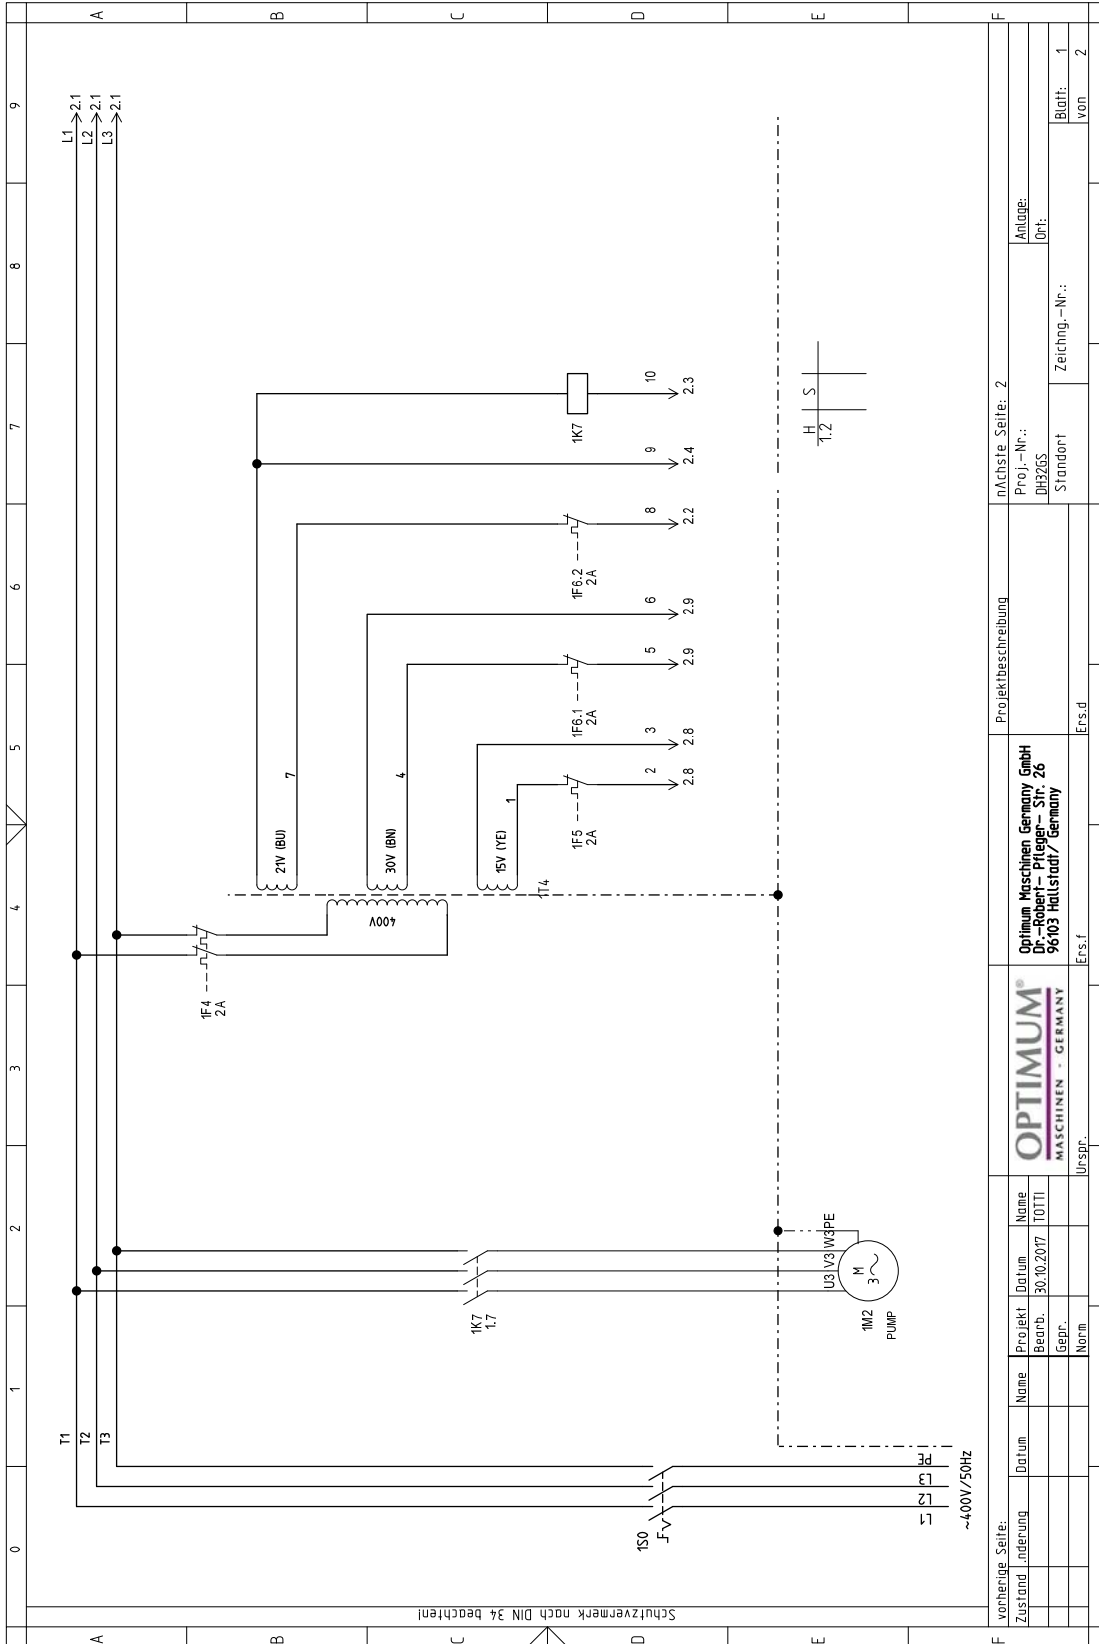 0 1 2 3 4 5 6 7 8 9
A
B
C
D
E
F
A
B
C
D
E
F
Schutzvermerk nach DIN 34 beachten!
T1
T2
T3
L1
2.1
L2
2.1
L3
2.1
1S0
L1
L2
L3
PE
~400V/50Hz
1K7
1.7
U3 V3 W3 PE
M
3
1M2
PUMP
1F4
2A
400V
1T4
21V (BU)
30V (BN)
15V (YE)
7
4
1
1F5
2A
1F6.1
2A
1F6.2
2A
1K7
2
3
5
6
8
9
10
2.8
2.8
2.9
2.9
2.2
2.4
2.3
H S
1.2
vorherige Seite:
Zustand .nderung Datum Name
Projekt Datum Name
Bearb. 30.10.2017 TOTTI
Gepr.
Norm
Urspr.
OPTIMUM®
MASCHINEN - GERMANY
Optimum Maschinen Germany GmbH
Dr.-Robert- Pfleger- Str. 26
96103 Hallstadt/ Germany
Ers.f
Ers.d
Projektbeschreibung
nAchste Seite: 2
Proj.-Nr.:
DH32GS
Standort
Zeichng.-Nr.:
Anlage:
Ort:
Blatt: 1
von 2